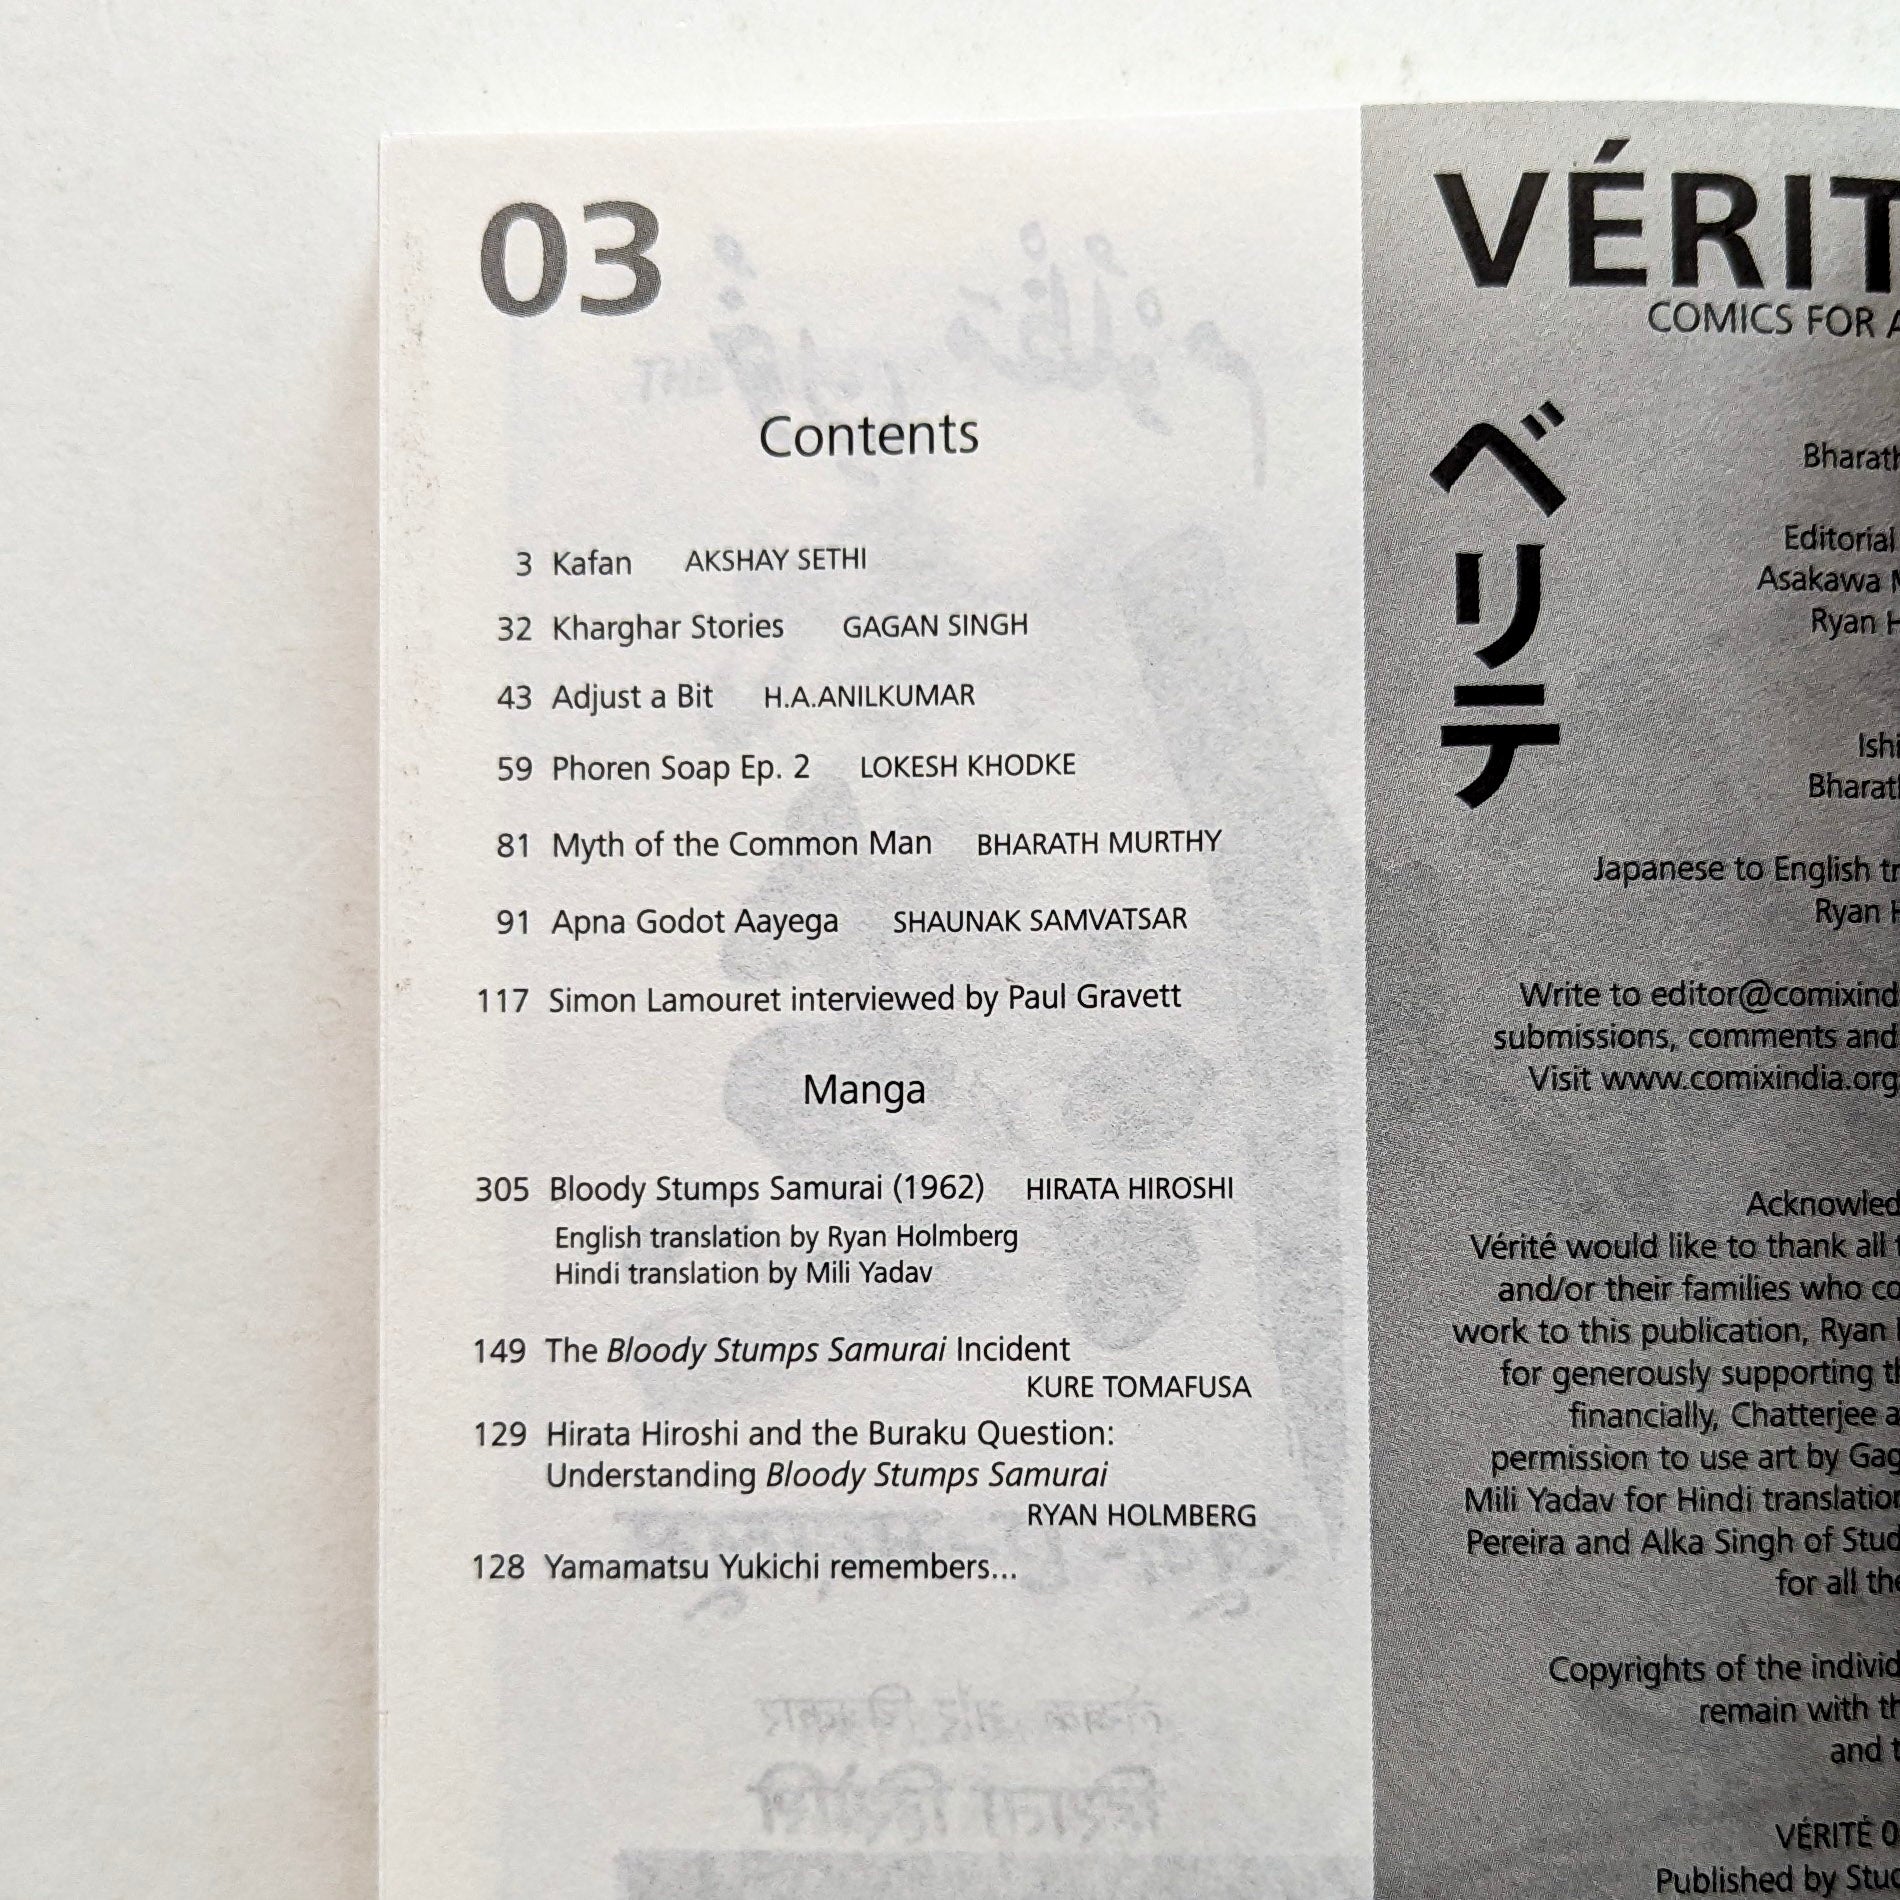 03
Contents
3 Kafan AKSHAY SETHI
32 Kharghar Stories GAGAN SINGH
43 Adjust a Bit H.A.ANILKUMAR
59 Phoren Soap Ep. 2 LOKESH KHODKE
81 Myth of the Common Man BHARATH MURTHY
91 Apna Godot Aayega SHAUNAK SAMVATSAR
117 Simon Lamouret interviewed by Paul Gravett
Manga
305 Bloody Stumps Samurai (1962) HIRATA HIROSHI
English translation by Ryan Holmberg
Hindi translation by Mili Yadav
149 The Bloody Stumps Samurai Incident
KURE TOMAFUSA
129 Hirata Hiroshi and the Buraku Question:
Understanding Bloody Stumps Samurai
RYAN HOLMBERG
128 Yamamatsu Yukichi remembers...
VÉRIT
COMICS FOR
ベリテ
Bharath
Editorial
Asakawa
Ryan
Ishi
Bharat
Japanese to English tr
Ryan
Write to editor@comixind
submissions, comments and
Visit www.comixindia.org
Acknowled
Vérité would like to thank all
and/or their families who co
work to this publication, Ryan
for generously supporting
financially, Chatterjee
permission to use art by Gag
Mili Yadav for Hindi translation
Pereira and Alka Singh of Stud
for all the
Copyrights of the individ
remain with th
and
VÉRITÉ 0
Published by Stud